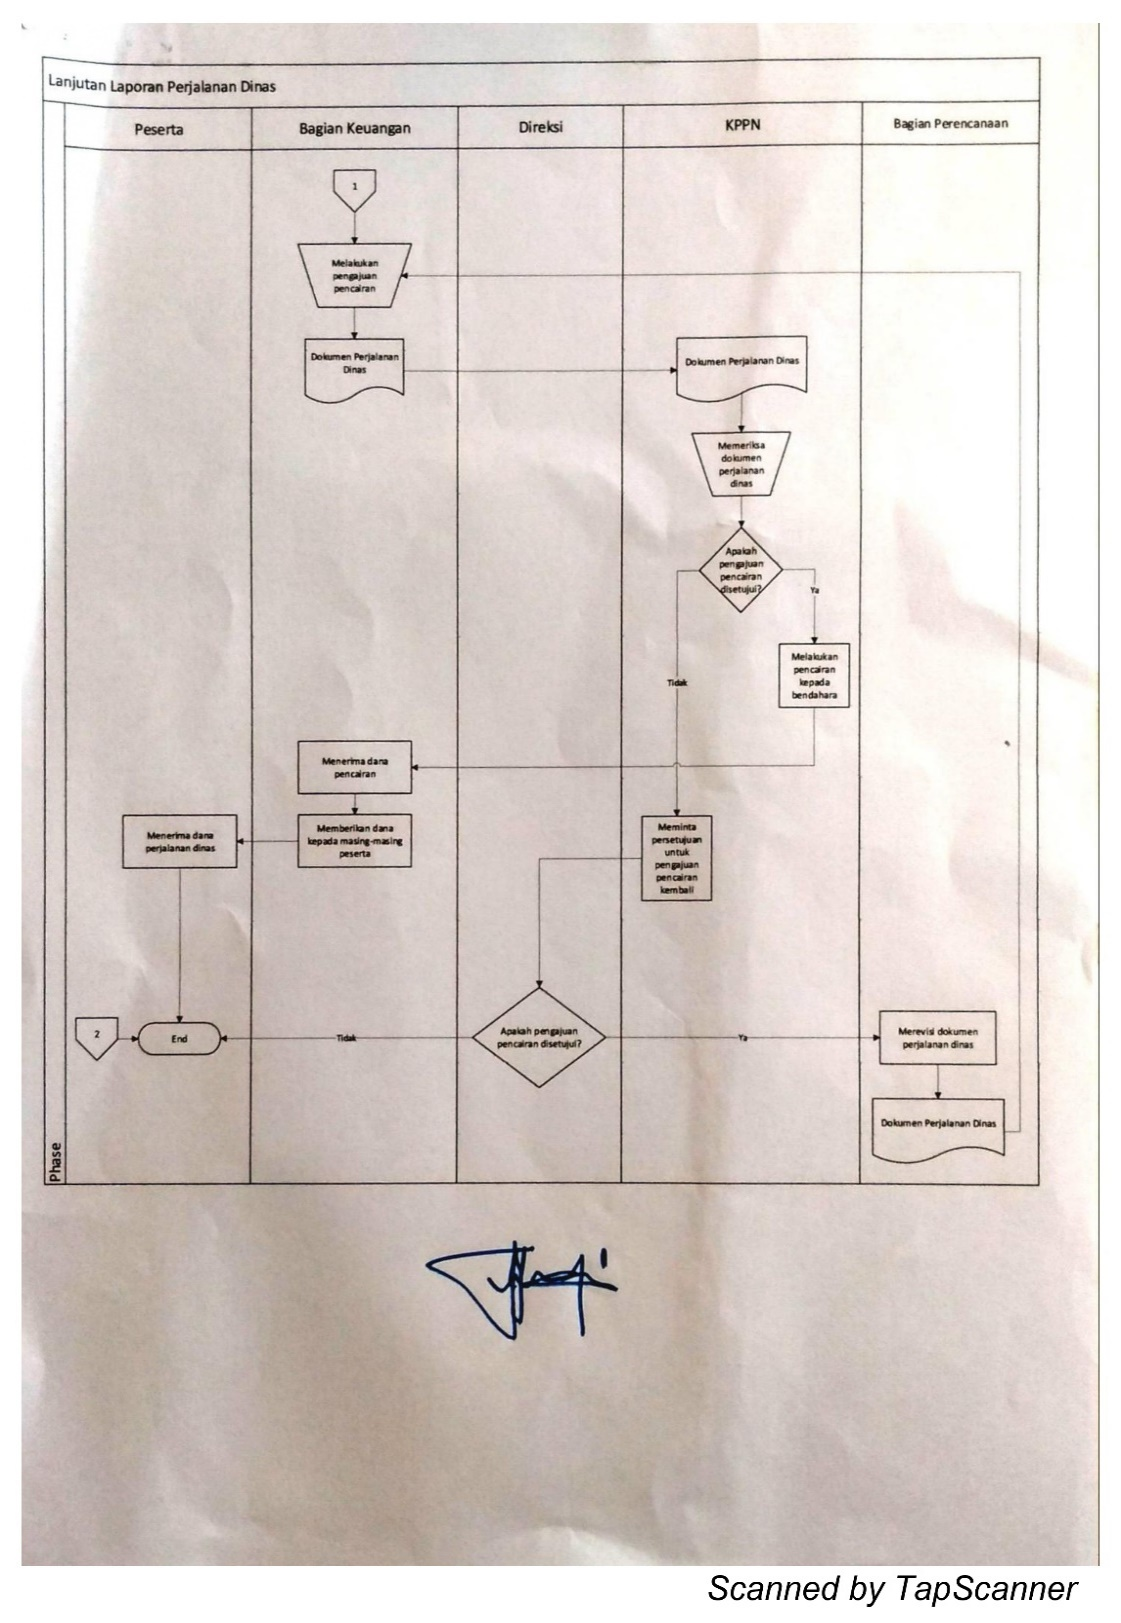 Lanjutan Laporan Perjalanan Dinas
Peserta
Bagian Keuangan
Direksi
KPPN
Bagian Perencanaan
1
Melakukan
pengajuan
pencairan
Dokumen Perjalanan
Dinas
Dokumen Perjalanan Dinas
Memeriksa
dokumen
perjalanan
dinas
Apakah
pengajuan
pencairan
disetujui?
Ya
Melakukan
pencairan
kepada
bendahara
Tidak
Menerima dana
pencairan
Menerima dana
perjalanan dinas
Memberikan dana
kepada masing-masing
peserta
Meminta
persetujuan
untuk
pengajuan
pencairan
kembali
2
End
Tidak
Apakah pengajuan
pencairan disetujui?
Ya
Merevisi dokumen
perjalanan dinas
Dokumen Perjalanan Dinas
Phase
Scanned by TapScanner